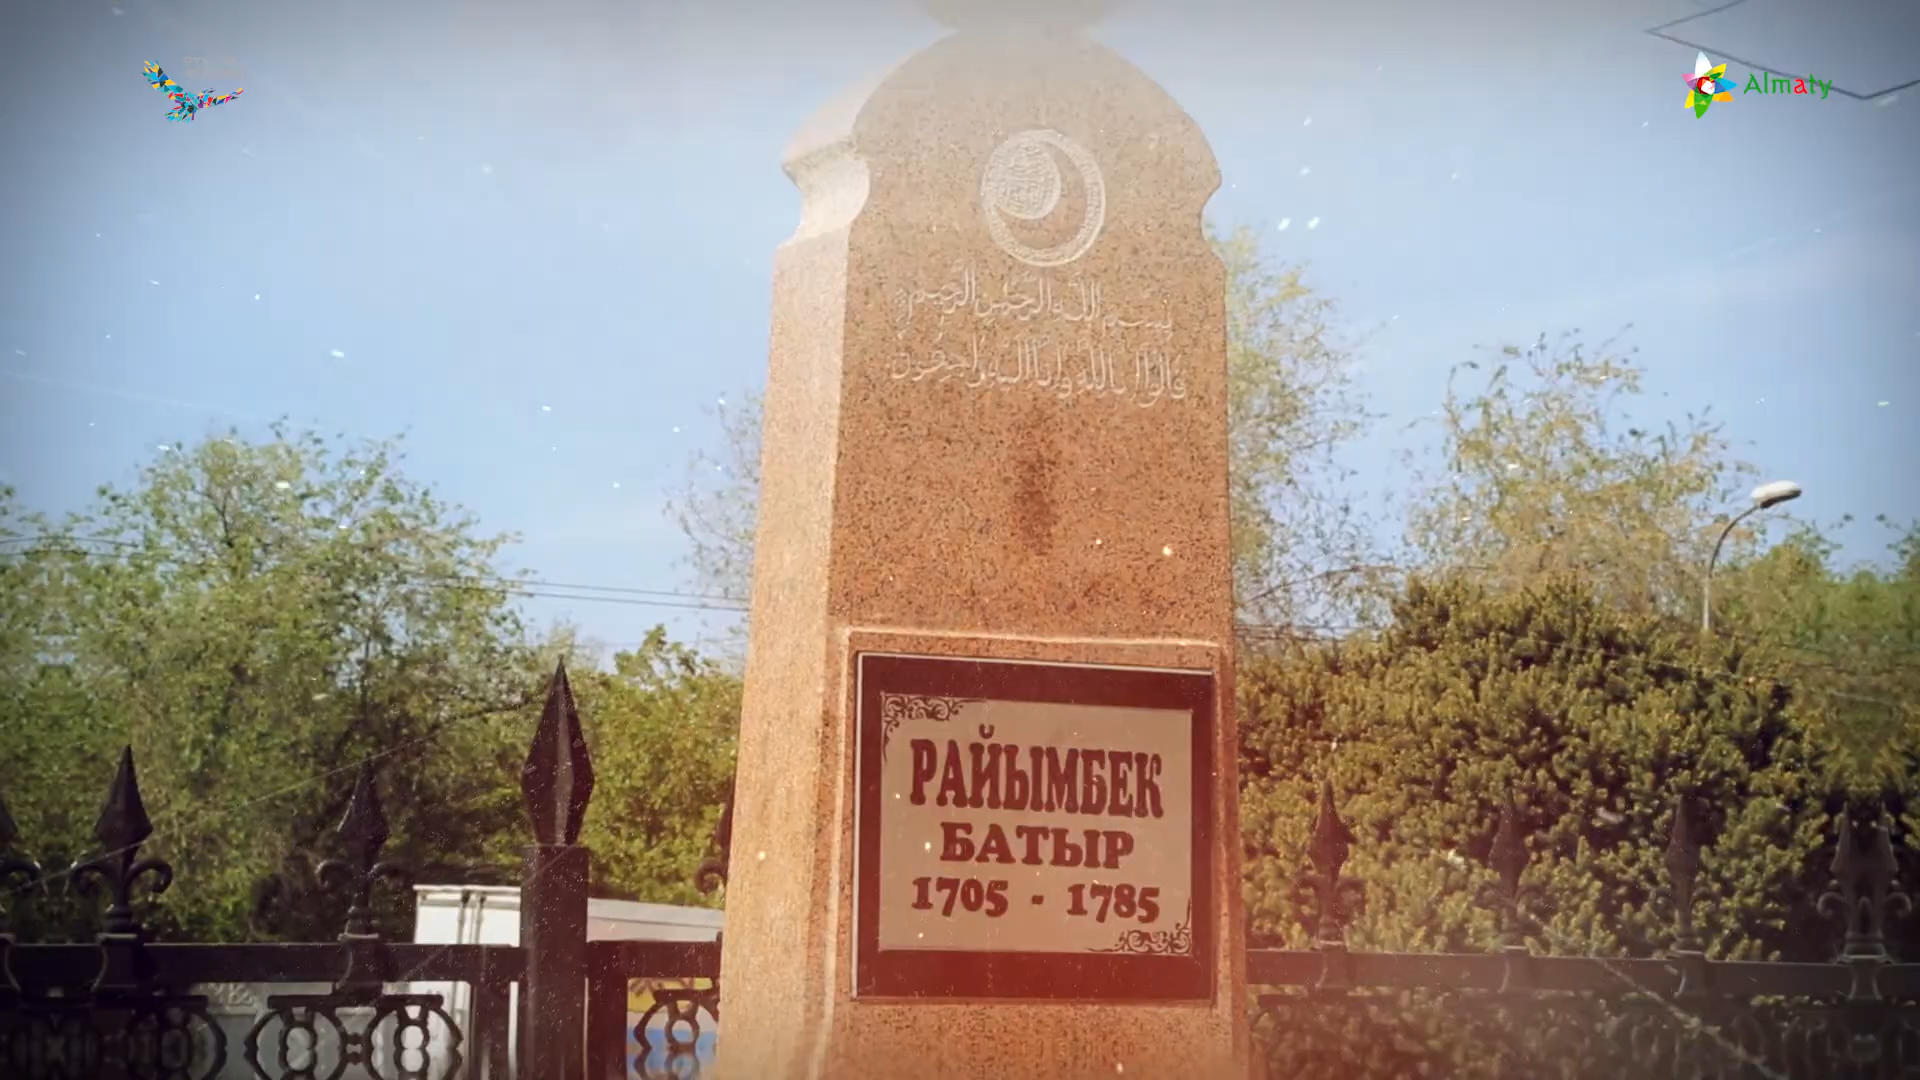 Almaty
بسم الله الرحمن الرحيم
قالوا انا لله وانا اليه راجعون
РАЙЫМБЕК
БАТЫР
1705 - 1785